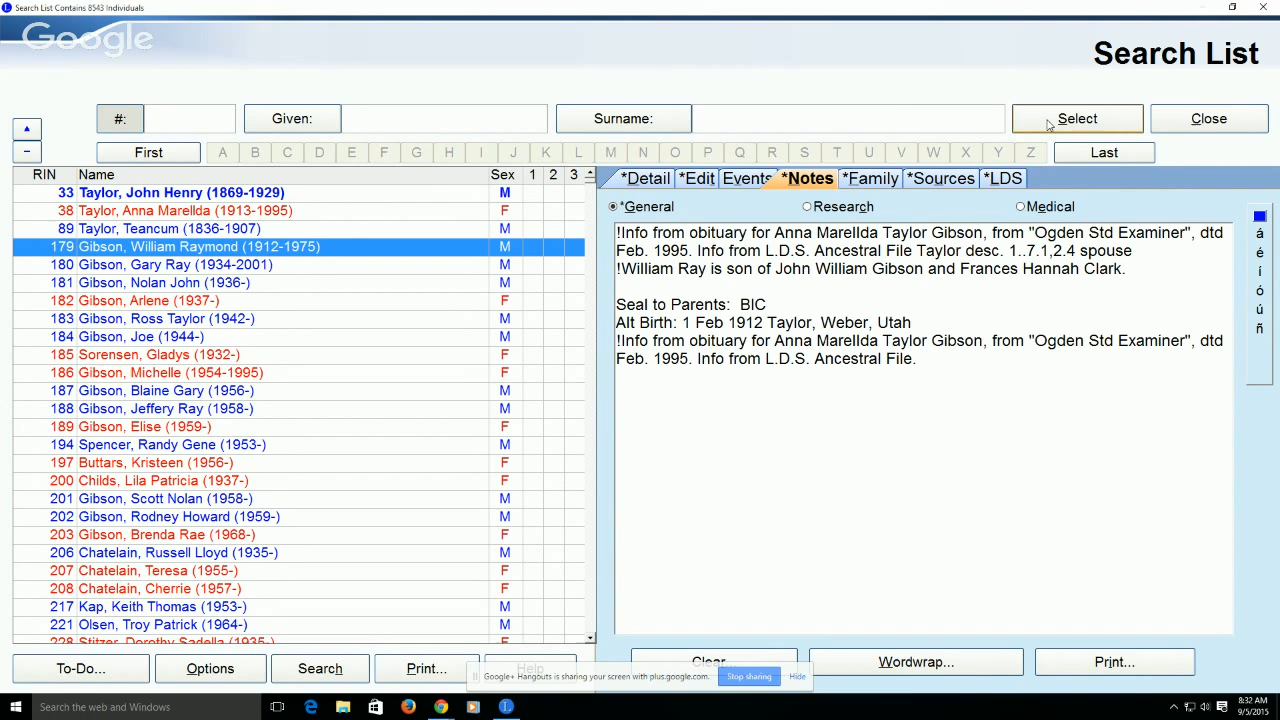 Search List Contains 8543 Individuals
Google
Search List
#: Given: Surname: Select Close
First A B C D E F G H I J K L M N O P Q R S T U V W X Y Z Last
RIN Name Sex 1 2 3
33 Taylor, John Henry (1869-1929) M
38 Taylor, Anna Marellda (1913-1995) F
89 Taylor, Teancum (1836-1907) M
179 Gibson, William Raymond (1912-1975) M
180 Gibson, Gary Ray (1934-2001) M
181 Gibson, Nolan John (1936-) M
182 Gibson, Arlene (1937-) F
183 Gibson, Ross Taylor (1942-) M
184 Gibson, Joe (1944-) M
185 Sorensen, Gladys (1932-) F
186 Gibson, Michelle (1954-1995) F
187 Gibson, Blaine Gary (1956-) M
188 Gibson, Jeffery Ray (1958-) M
189 Gibson, Elise (1959-) F
194 Spencer, Randy Gene (1953-) M
197 Buttars, Kristeen (1956-) F
200 Childs, Lila Patricia (1937-) F
201 Gibson, Scott Nolan (1958-) M
202 Gibson, Rodney Howard (1959-) M
203 Gibson, Brenda Rae (1968-) F
206 Chatelain, Russell Lloyd (1935-) M
207 Chatelain, Teresa (1955-) F
208 Chatelain, Cherrie (1957-) F
217 Kap, Keith Thomas (1953-) M
221 Olsen, Troy Patrick (1964-) M
228 Stitzer, Dorothy Sadella (1935-) F
*Detail *Edit Events *Notes *Family *Sources *LDS
*General Research Medical
!Info from obituary for Anna Marellda Taylor Gibson, from "Ogden Std Examiner", dtd
Feb. 1995. Info from L.D.S. Ancestral File Taylor desc. 1..7.1,2.4 spouse
!William Ray is son of John William Gibson and Frances Hannah Clark.
Seal to Parents: BIC
Alt Birth: 1 Feb 1912 Taylor, Weber, Utah
!Info from obituary for Anna Marellda Taylor Gibson, from "Ogden Std Examiner", dtd
Feb. 1995. Info from L.D.S. Ancestral File.
á
é
í
ó
ú
ñ
To-Do... Options Search Print... Help Clear... Wordwrap... Print...
Google+ Hangouts is sharing your screen with plus.google.com. Stop sharing Hide
Search the web and Windows
8:32 AM
9/5/2015